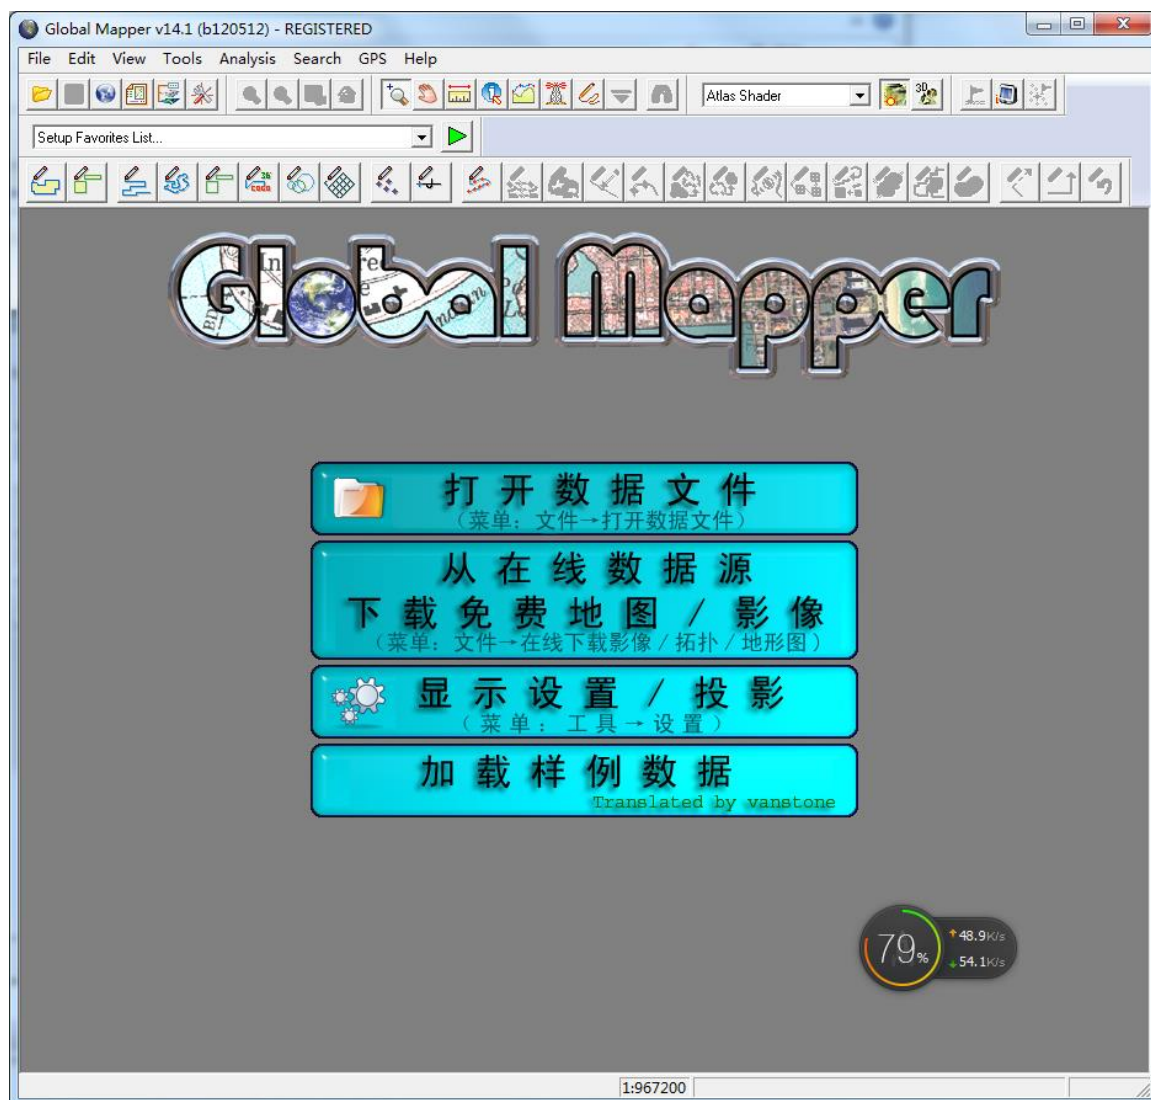 Global Mapper v14.1 (b120512) - REGISTERED
File Edit View Tools Analysis Search GPS Help
Atlas Shader
3D
Setup Favorites List...
Global Mapper
打开数据文件
（菜单：文件→打开数据文件）
从在线数据源
下载免费地图/影像
（菜单：文件→在线下载影像/拓扑/地形图）
显示设置/投影
（菜单：工具→设置）
加载样例数据
Translated by vanstone
79%
48.9K/s
54.1K/s
1:967200